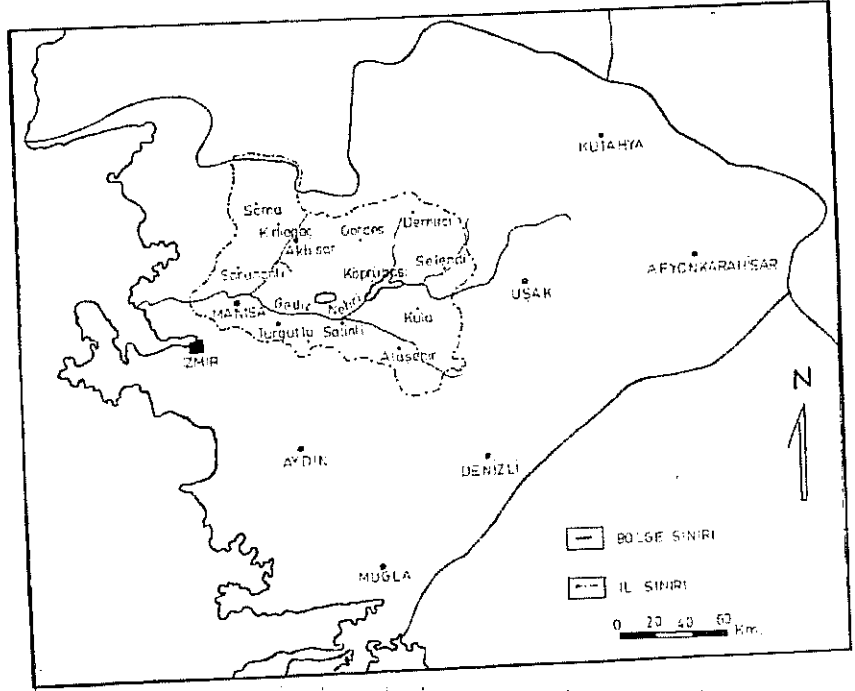 KÜTAHYA
Soma
Kırkağaç
Gördes
Demirci
Akhisar
Saruhanlı
Köprübaşı
Selendi
AFYONKARAHİSAR
UŞAK
MANİSA
Gediz
Nehri
Kula
Turgutlu
Salihli
Alaşehir
İZMİR
N
AYDIN
DENİZLİ
BÖLGE SINIRI
MUĞLA
İL SINIRI
0 20 40 60
Km.